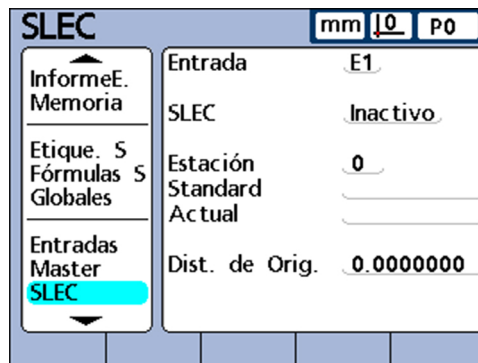 SLEC
mm 0 P0
InformeE.
Memoria
Etique. S
Fórmulas S
Globales
Entradas
Master
SLEC
Entrada E1
SLEC Inactivo
Estación 0
Standard
Actual
Dist. de Orig. 0.0000000